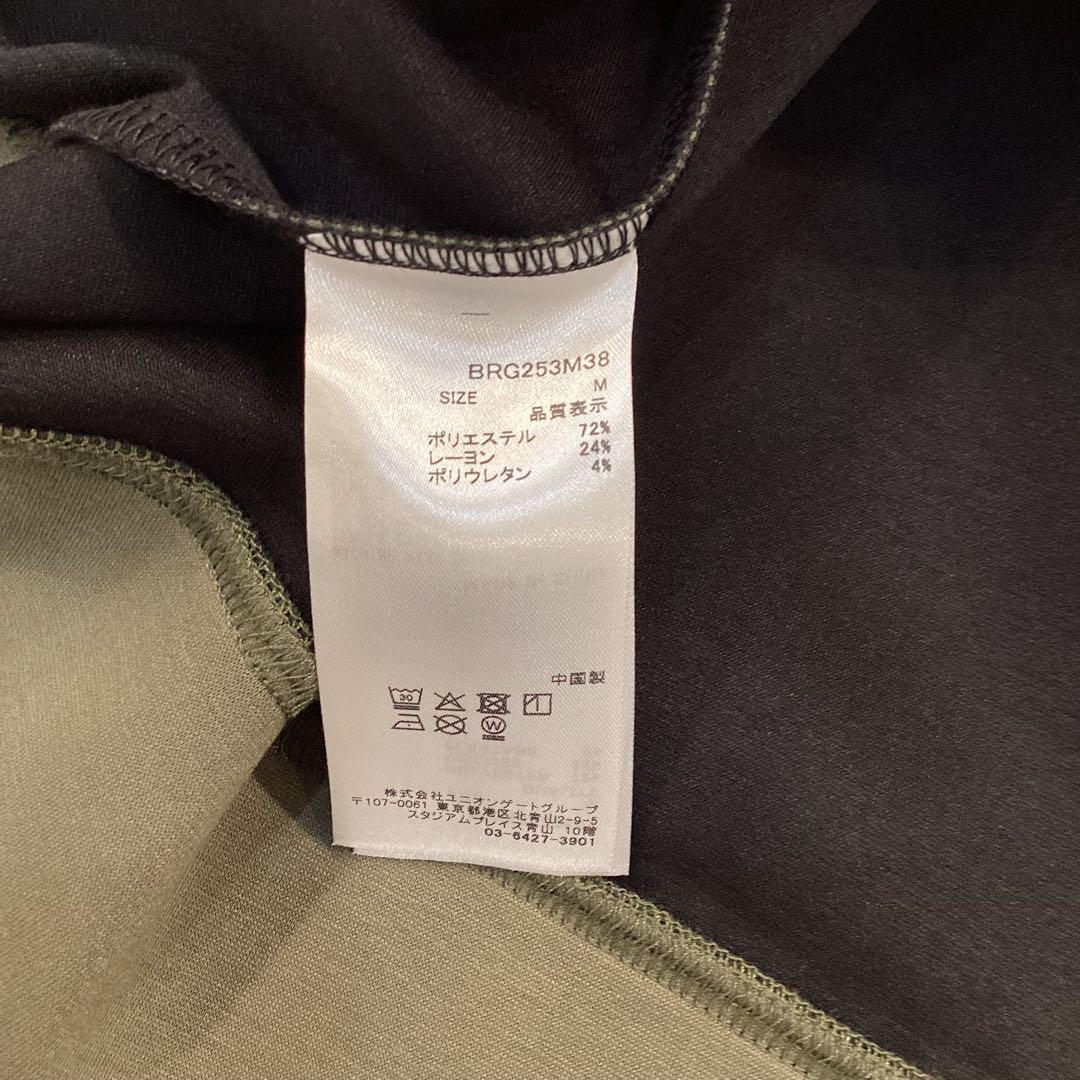 BRG253M38
SIZE M
品質表示
ポリエステル 72%
レーヨン 24%
ポリウレタン 4%
中国製
30
W
株式会社ユニオンゲートグループ
〒107-0061 東京都港区北青山2-9-5
スタジアムプレイス青山 10階
03-6427-3901